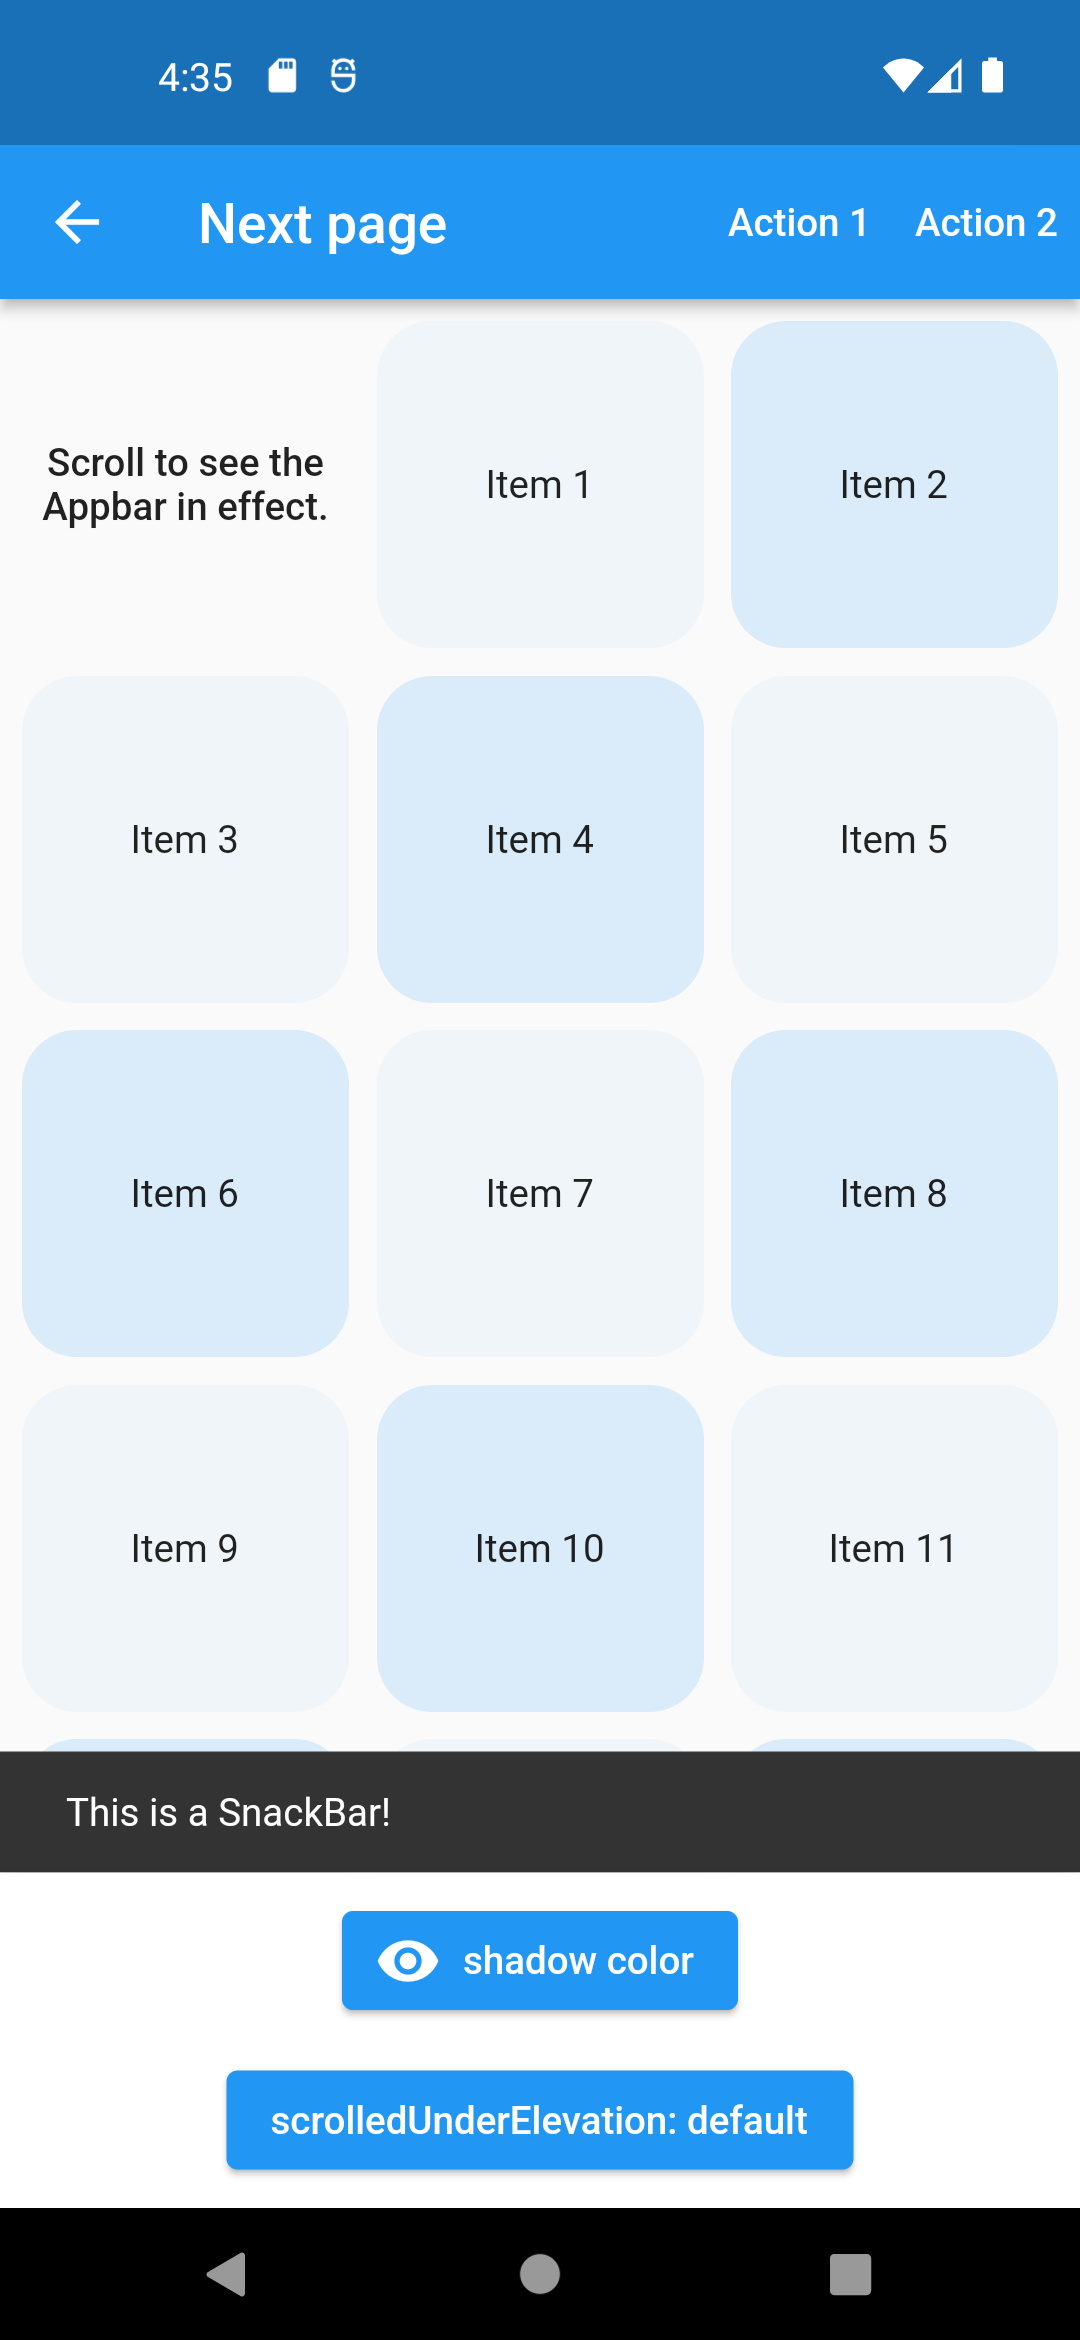 4:35
Next page
Action 1
Action 2
Scroll to see the
Appbar in effect.
Item 1
Item 2
Item 3
Item 4
Item 5
Item 6
Item 7
Item 8
Item 9
Item 10
Item 11
This is a SnackBar!
shadow color
scrolledUnderElevation: default